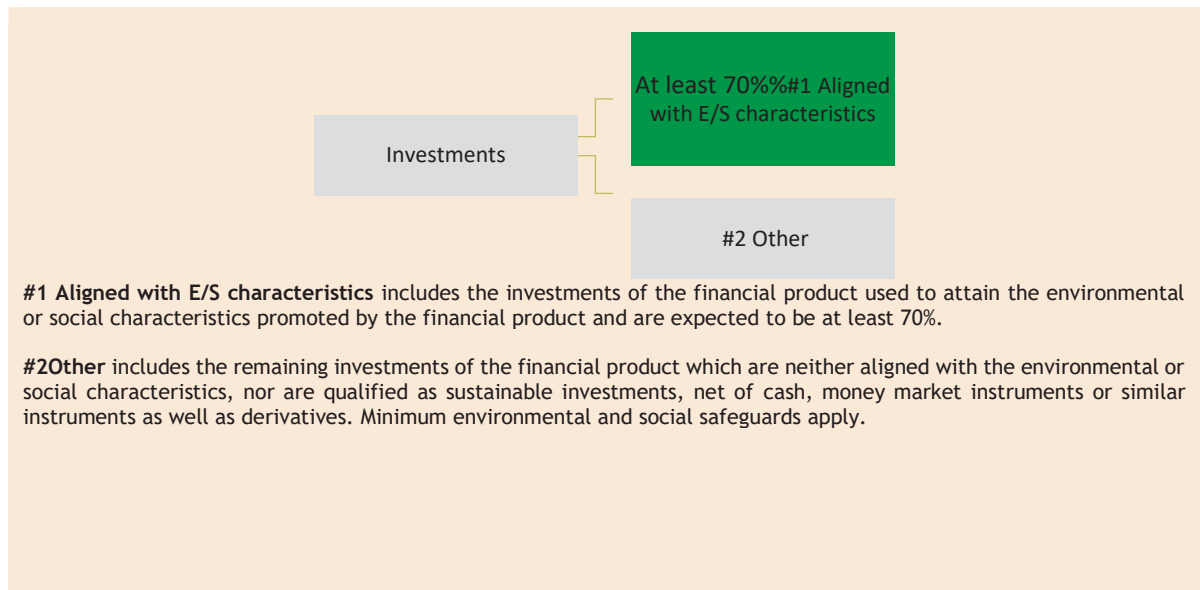 At least 70%%#1 Aligned
with E/S characteristics
Investments
#2 Other
#1 Aligned with E/S characteristics includes the investments of the financial product used to attain the environmental
or social characteristics promoted by the financial product and are expected to be at least 70%.
#2Other includes the remaining investments of the financial product which are neither aligned with the environmental or
social characteristics, nor are qualified as sustainable investments, net of cash, money market instruments or similar
instruments as well as derivatives. Minimum environmental and social safeguards apply.